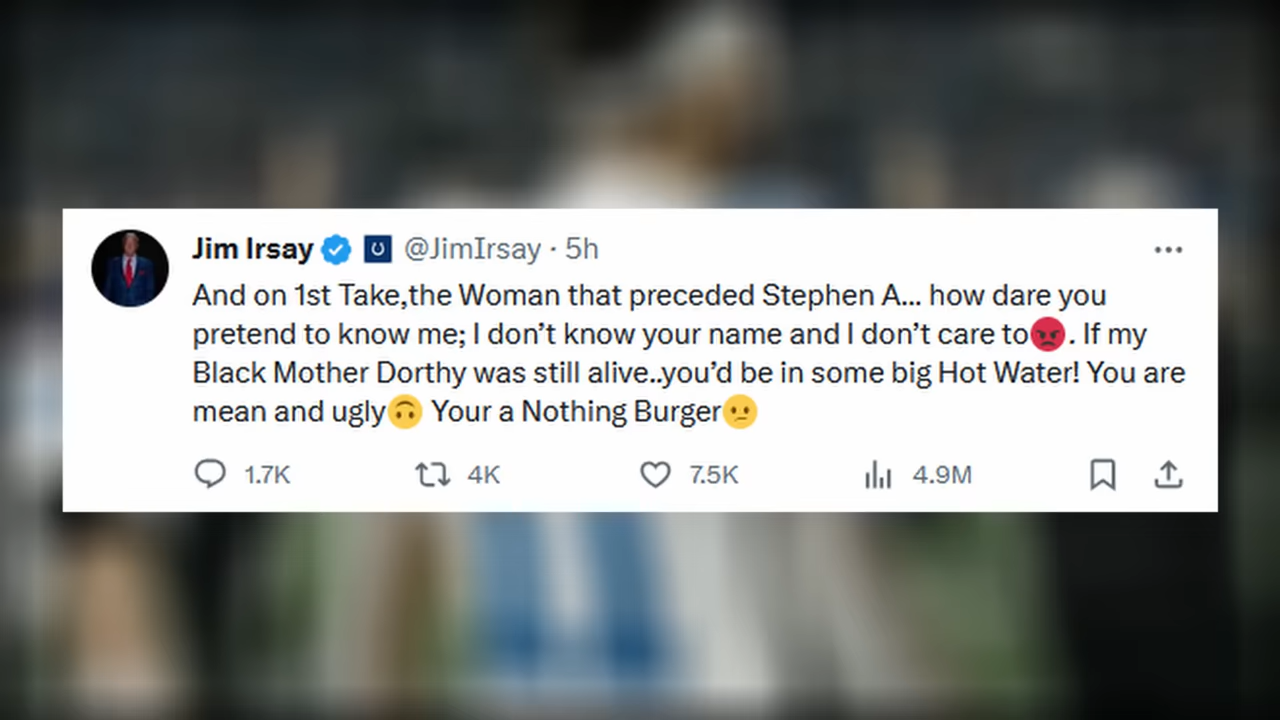 Jim Irsay @JimIrsay · 5h
And on 1st Take,the Woman that preceded Stephen A... how dare you
pretend to know me; I don’t know your name and I don’t care to😡. If my
Black Mother Dorthy was still alive..you’d be in some big Hot Water! You are
mean and ugly🙃 Your a Nothing Burger🫤
1.7K 4K 7.5K 4.9M